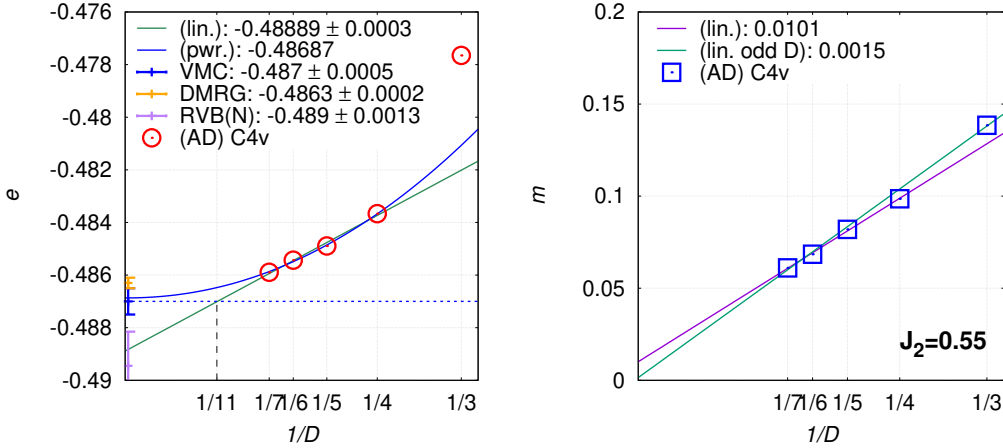 -0.476
-0.478
-0.48
-0.482
-0.484
-0.486
-0.488
-0.49
e
(lin.): -0.48889 ± 0.0003
(pwr.): -0.48687
VMC: -0.487 ± 0.0005
DMRG: -0.4863 ± 0.0002
RVB(N): -0.489 ± 0.0013
(AD) C4v
1/11 1/7 1/6 1/5 1/4 1/3
1/D
0.2
0.15
0.1
0.05
0
m
(lin.): 0.0101
(lin. odd D): 0.0015
(AD) C4v
J2=0.55
1/7 1/6 1/5 1/4 1/3
1/D